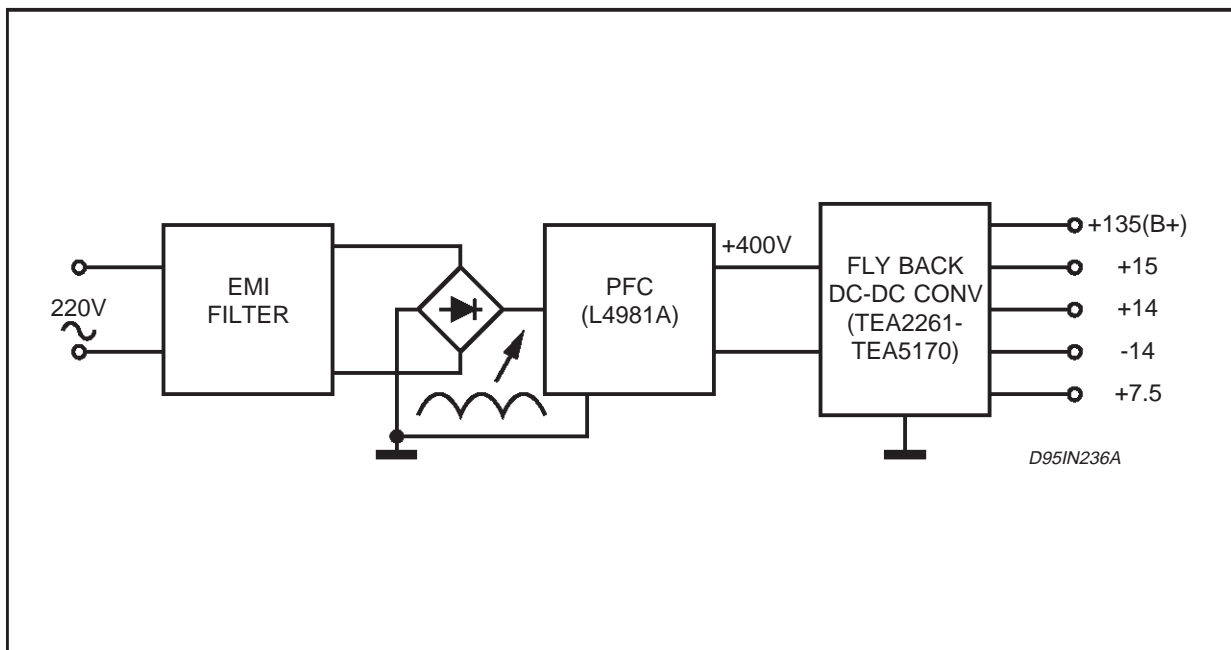 220V
EMI
FILTER
PFC
(L4981A)
+400V
FLY BACK
DC-DC CONV
(TEA2261-
TEA5170)
+135(B+)
+15
+14
-14
+7.5
D95IN236A